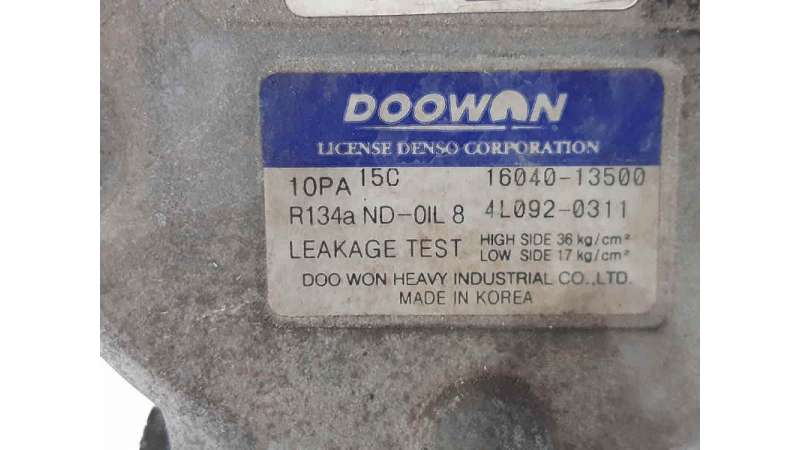 DOOWON
LICENSE DENSO CORPORATION
10PA 15C 16040-13500
R134a ND-OIL 8 4L092-0311
LEAKAGE TEST HIGH SIDE 36 kg/cm²
LOW SIDE 17 kg/cm²
DOO WON HEAVY INDUSTRIAL CO.,LTD.
MADE IN KOREA